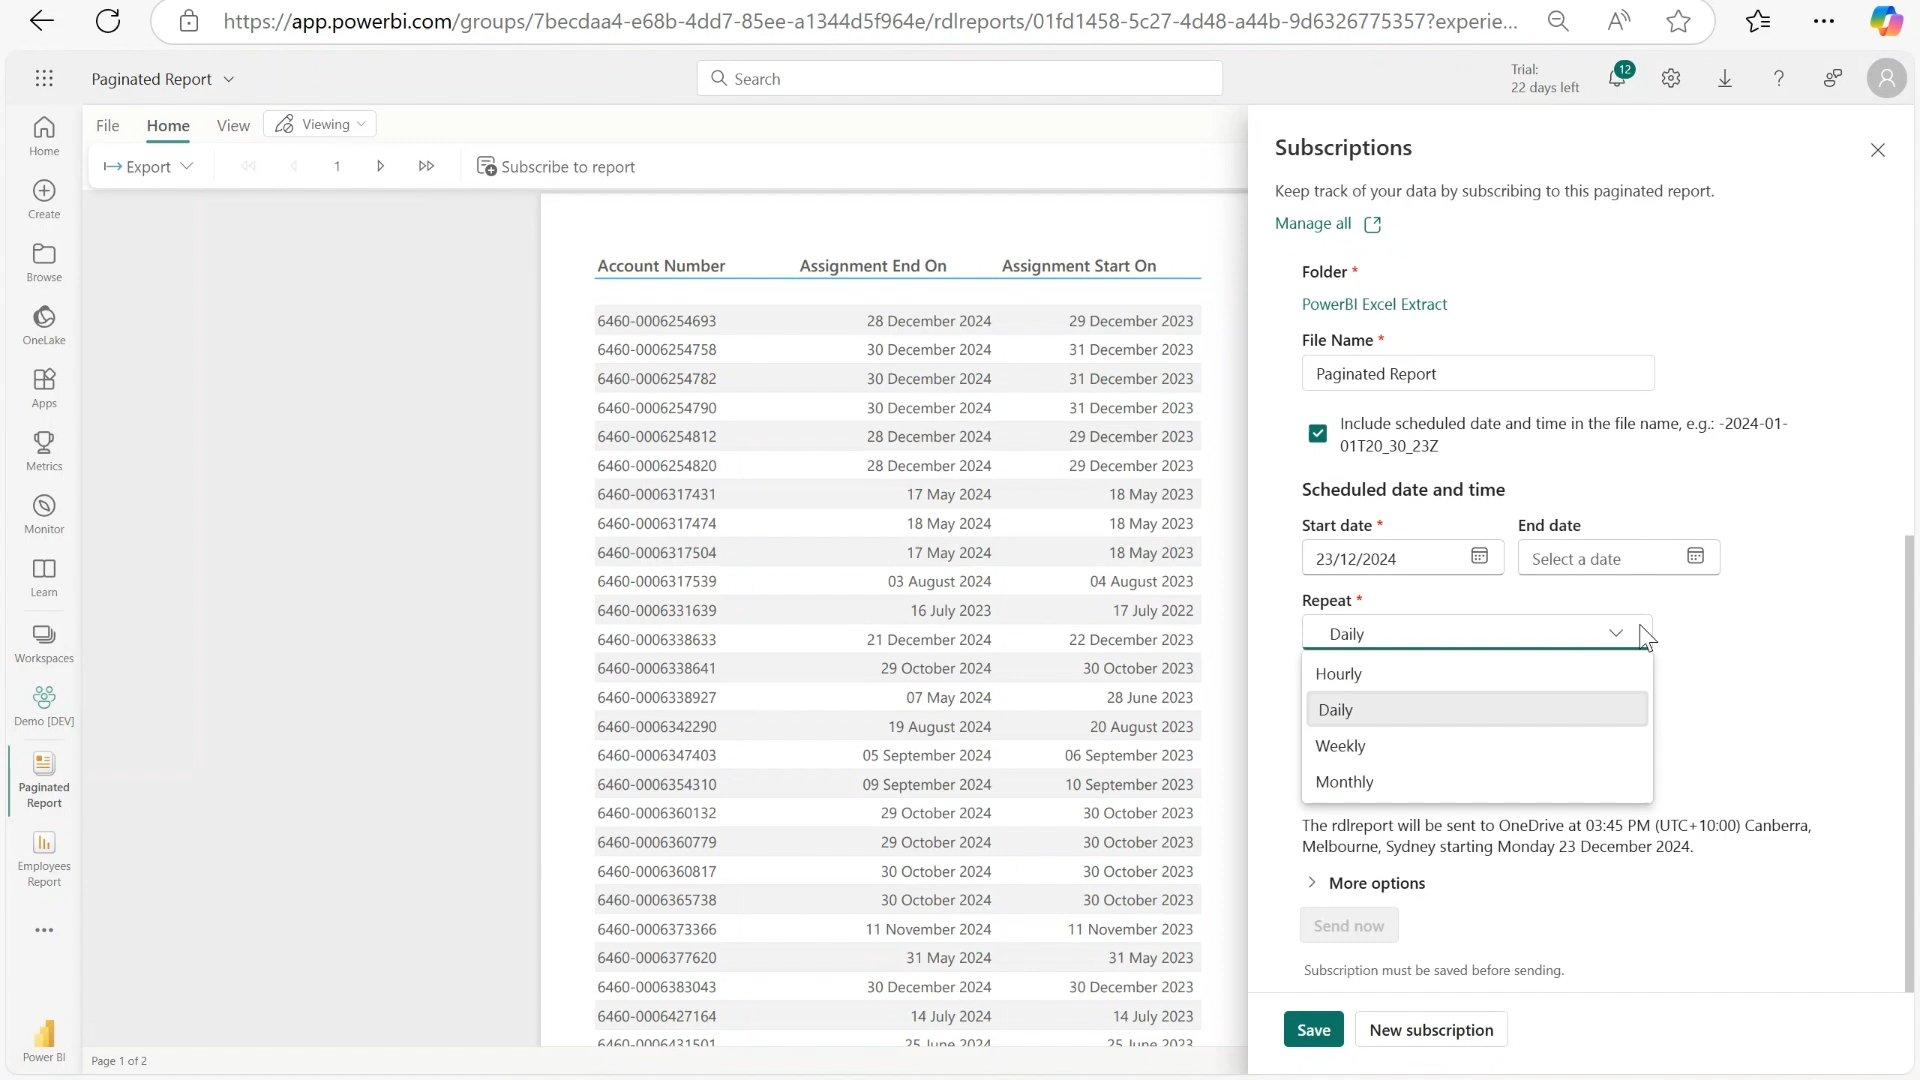 https://app.powerbi.com/groups/7becdaa4-e68b-4dd7-85ee-a1344d5f964e/rdlreports/01fd1458-5c27-4d48-a44b-9d6326775357?experie...
Paginated Report
Search
Trial:
22 days left
12
File
Home
View
Viewing
Export
1
Subscribe to report
Home
Create
Browse
OneLake
Apps
Metrics
Monitor
Learn
Workspaces
Demo [DEV]
Paginated
Report
Employees
Report
Power BI
Account Number Assignment End On Assignment Start On
6460-0006254693 28 December 2024 29 December 2023
6460-0006254758 30 December 2024 31 December 2023
6460-0006254782 30 December 2024 31 December 2023
6460-0006254790 30 December 2024 31 December 2023
6460-0006254812 28 December 2024 29 December 2023
6460-0006254820 28 December 2024 29 December 2023
6460-0006317431 17 May 2024 18 May 2023
6460-0006317474 18 May 2024 18 May 2023
6460-0006317504 17 May 2024 18 May 2023
6460-0006317539 03 August 2024 04 August 2023
6460-0006331639 16 July 2023 17 July 2022
6460-0006338633 21 December 2024 22 December 2023
6460-0006338641 29 October 2024 30 October 2023
6460-0006338927 07 May 2024 28 June 2023
6460-0006342290 19 August 2024 20 August 2023
6460-0006347403 05 September 2024 06 September 2023
6460-0006354310 09 September 2024 10 September 2023
6460-0006360132 29 October 2024 30 October 2023
6460-0006360779 29 October 2024 30 October 2023
6460-0006360817 30 October 2024 30 October 2023
6460-0006365738 30 October 2024 30 October 2023
6460-0006373366 11 November 2024 11 November 2023
6460-0006377620 31 May 2024 31 May 2023
6460-0006383043 30 December 2024 30 December 2023
6460-0006427164 14 July 2024 14 July 2023
6460-0006431501 25 June 2024 25 June 2023
Page 1 of 2
Subscriptions
Keep track of your data by subscribing to this paginated report.
Manage all
Folder *
PowerBI Excel Extract
File Name *
Paginated Report
Include scheduled date and time in the file name, e.g.: -2024-01-
01T20_30_23Z
Scheduled date and time
Start date * End date
23/12/2024 Select a date
Repeat *
Daily
Hourly
Daily
Weekly
Monthly
The rdlreport will be sent to OneDrive at 03:45 PM (UTC+10:00) Canberra,
Melbourne, Sydney starting Monday 23 December 2024.
More options
Send now
Subscription must be saved before sending.
Save New subscription